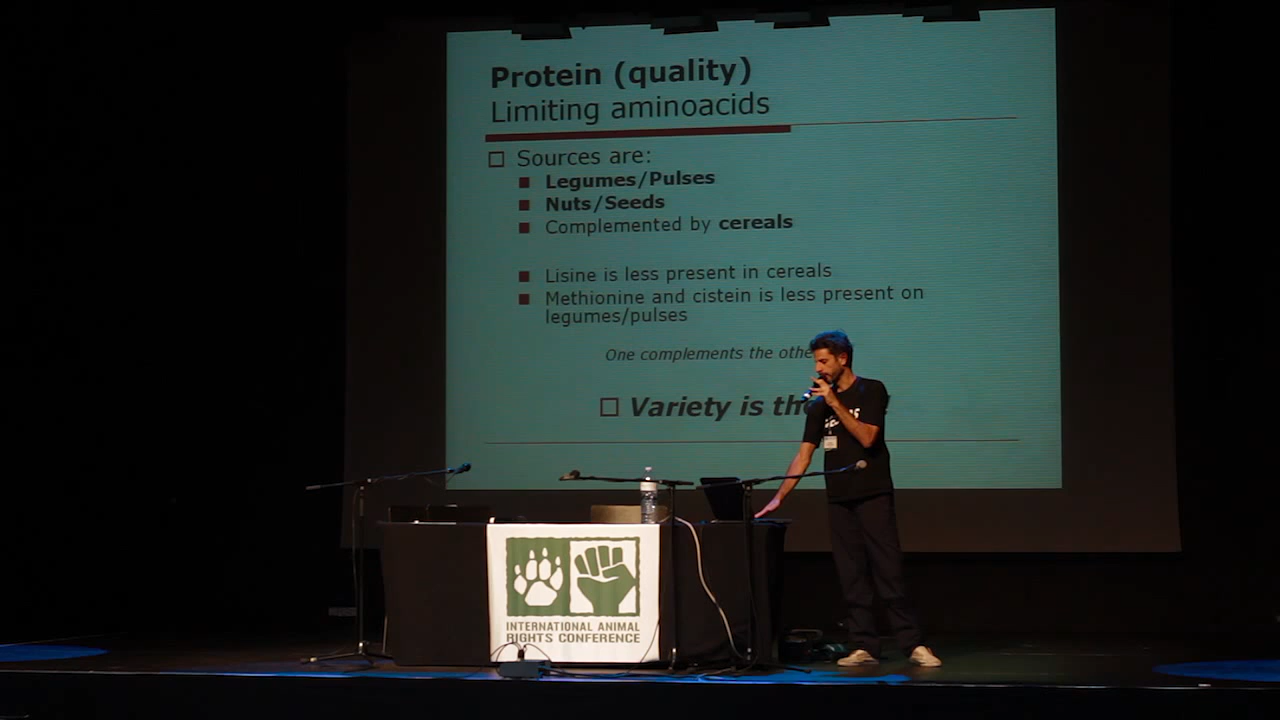 Protein (quality)
Limiting aminoacids
Sources are:
Legumes/Pulses
Nuts/Seeds
Complemented by cereals
Lisine is less present in cereals
Methionine and cistein is less present on
legumes/pulses
One complements the othe
Variety is th
INTERNATIONAL ANIMAL
RIGHTS CONFERENCE